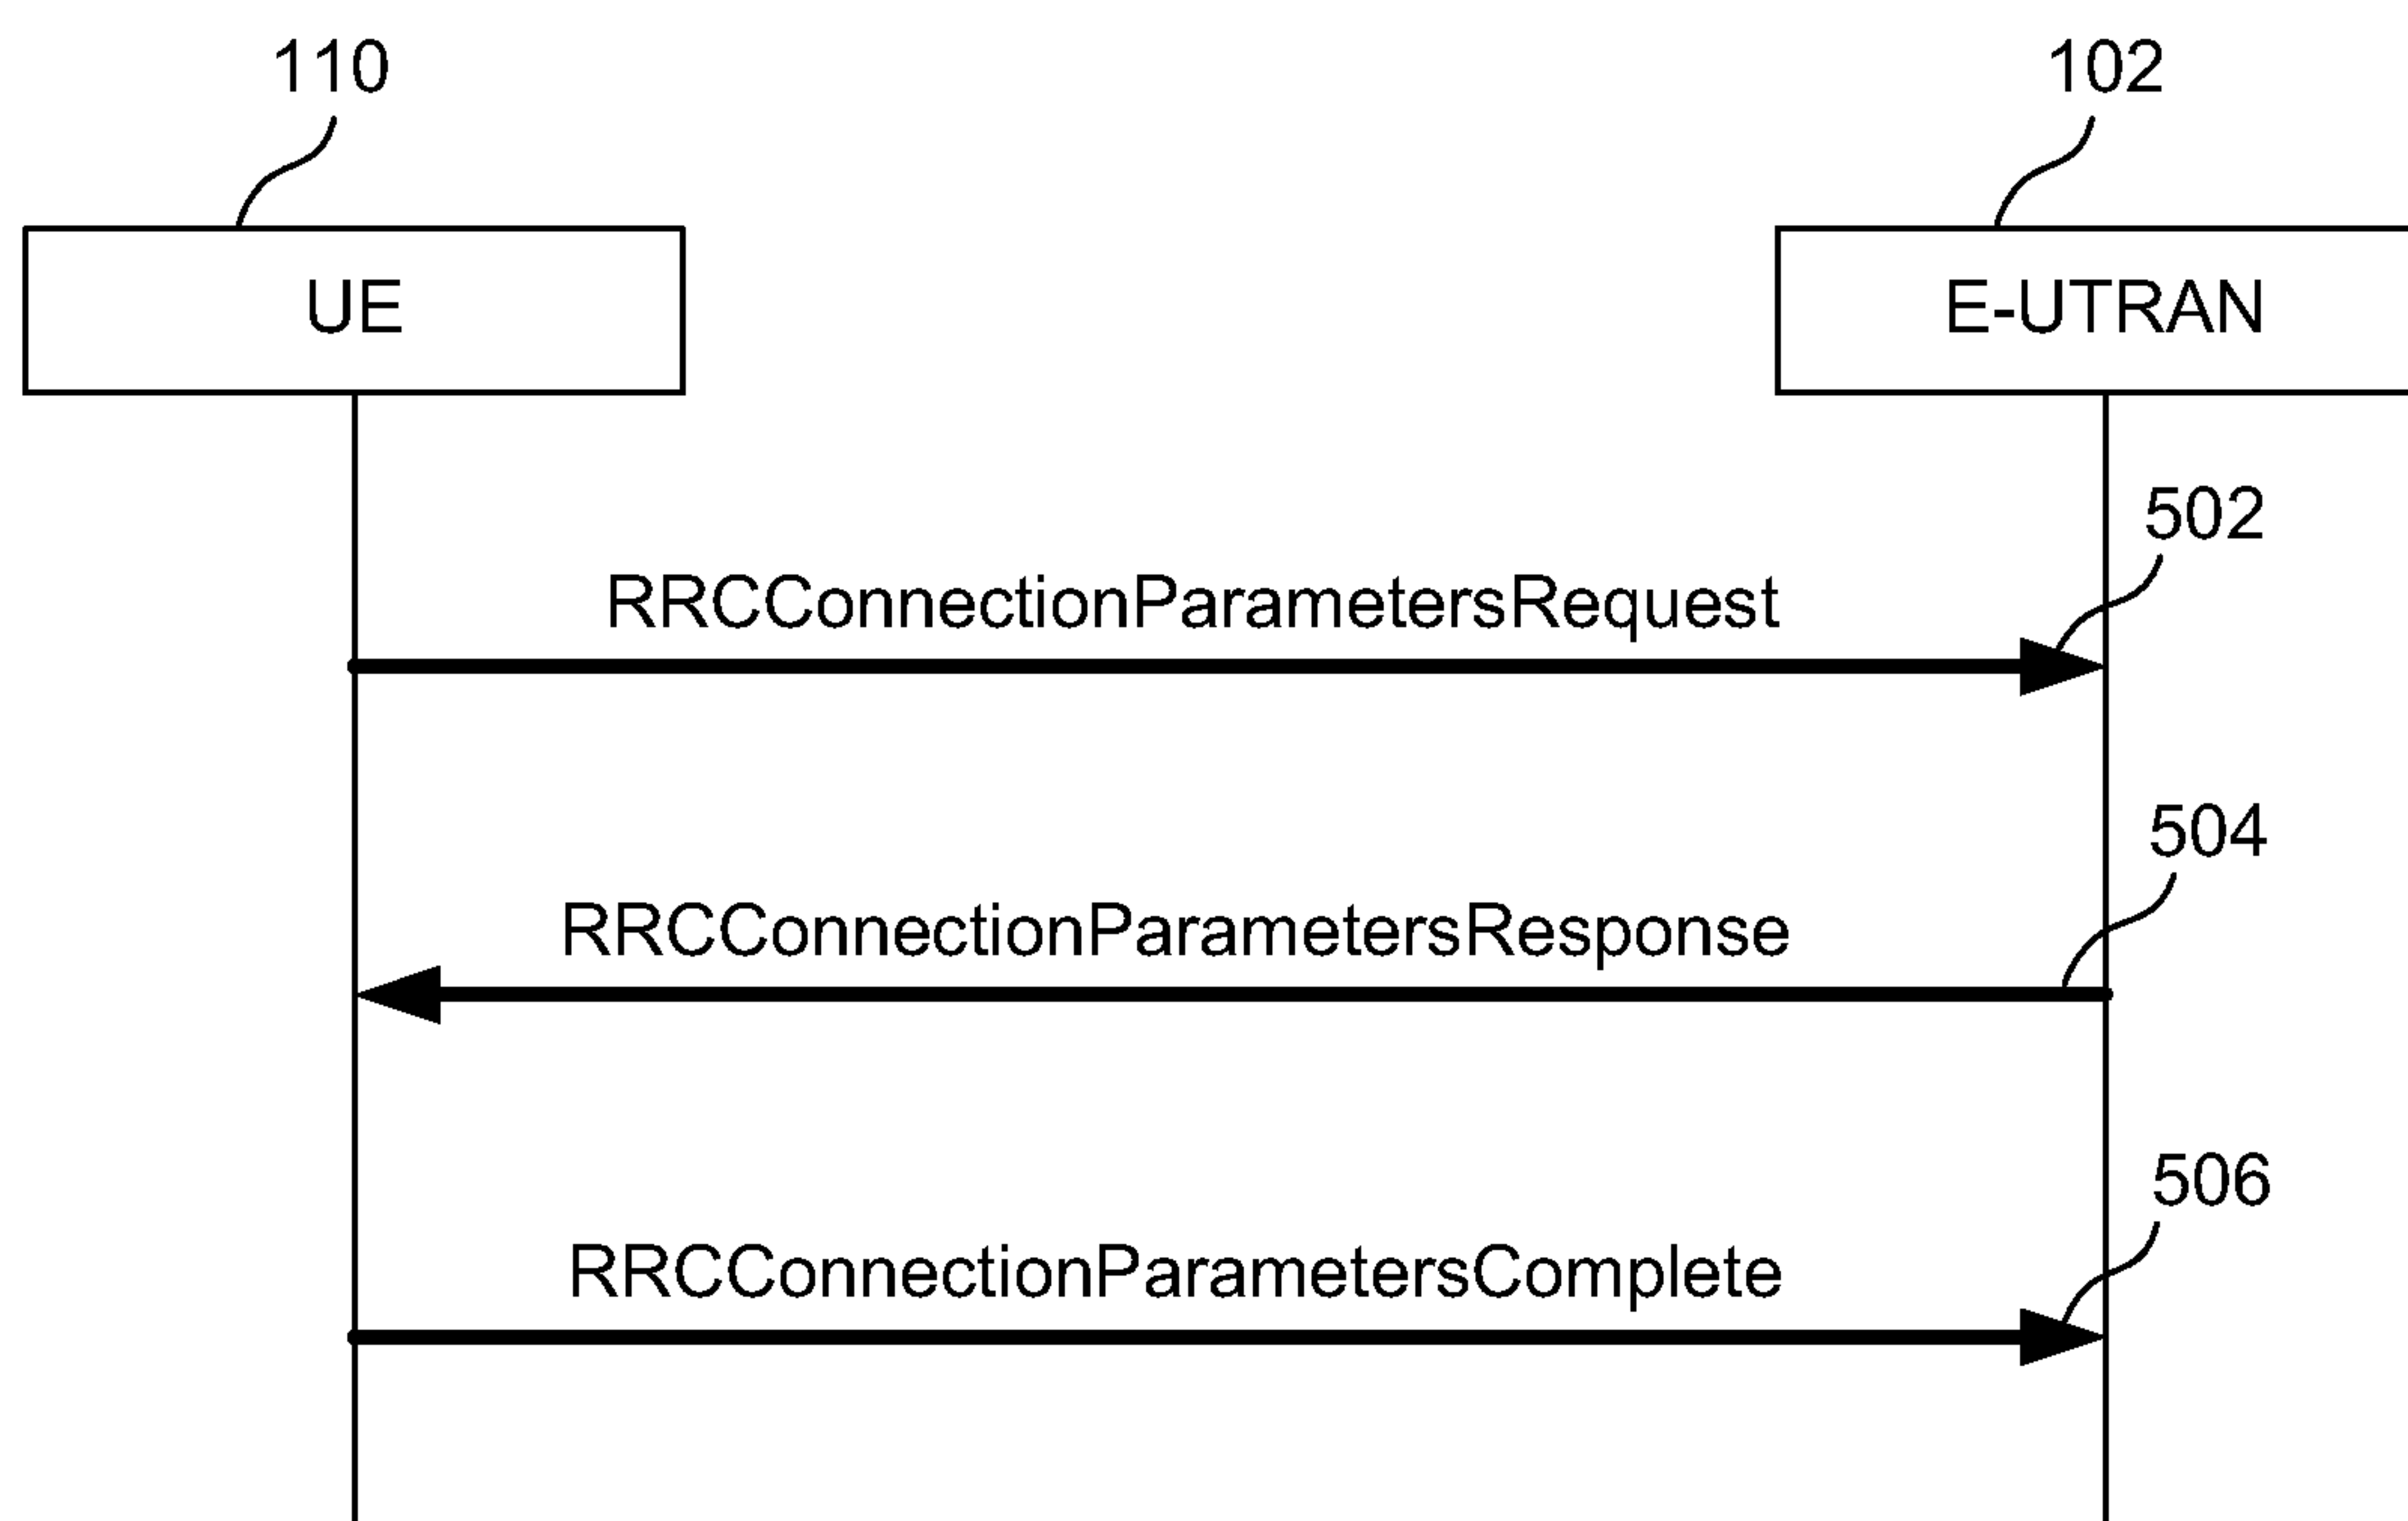 110
102
UE
E-UTRAN
502
RRCConnectionParametersRequest
504
RRCConnectionParametersResponse
506
RRCConnectionParametersComplete